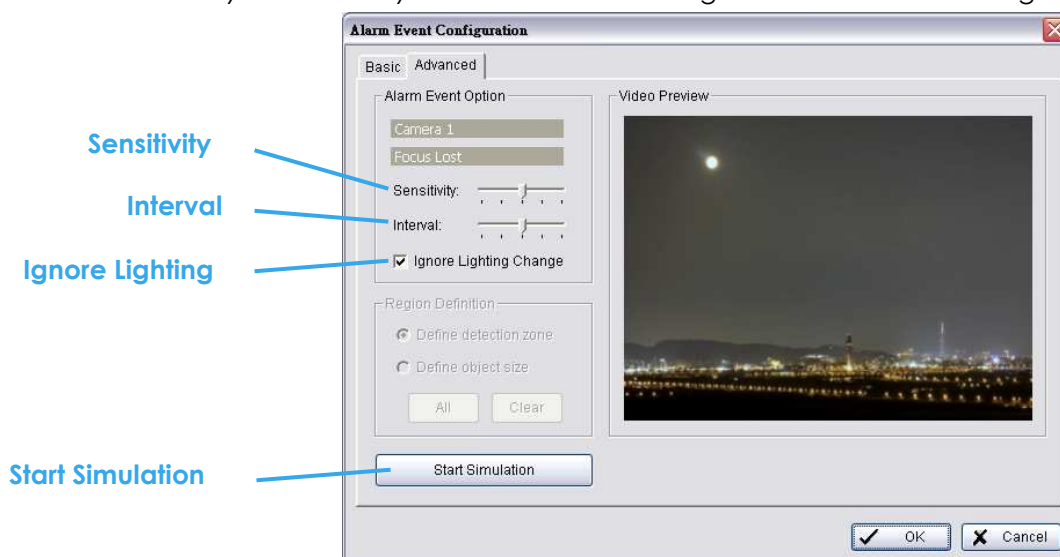 Alarm Event Configuration
Basic Advanced
Alarm Event Option
Camera 1
Focus Lost
Sensitivity:
Interval:
Ignore Lighting Change
Region Definition
Define detection zone
Define object size
All Clear
Start Simulation
Video Preview
OK Cancel
Sensitivity
Interval
Ignore Lighting
Start Simulation